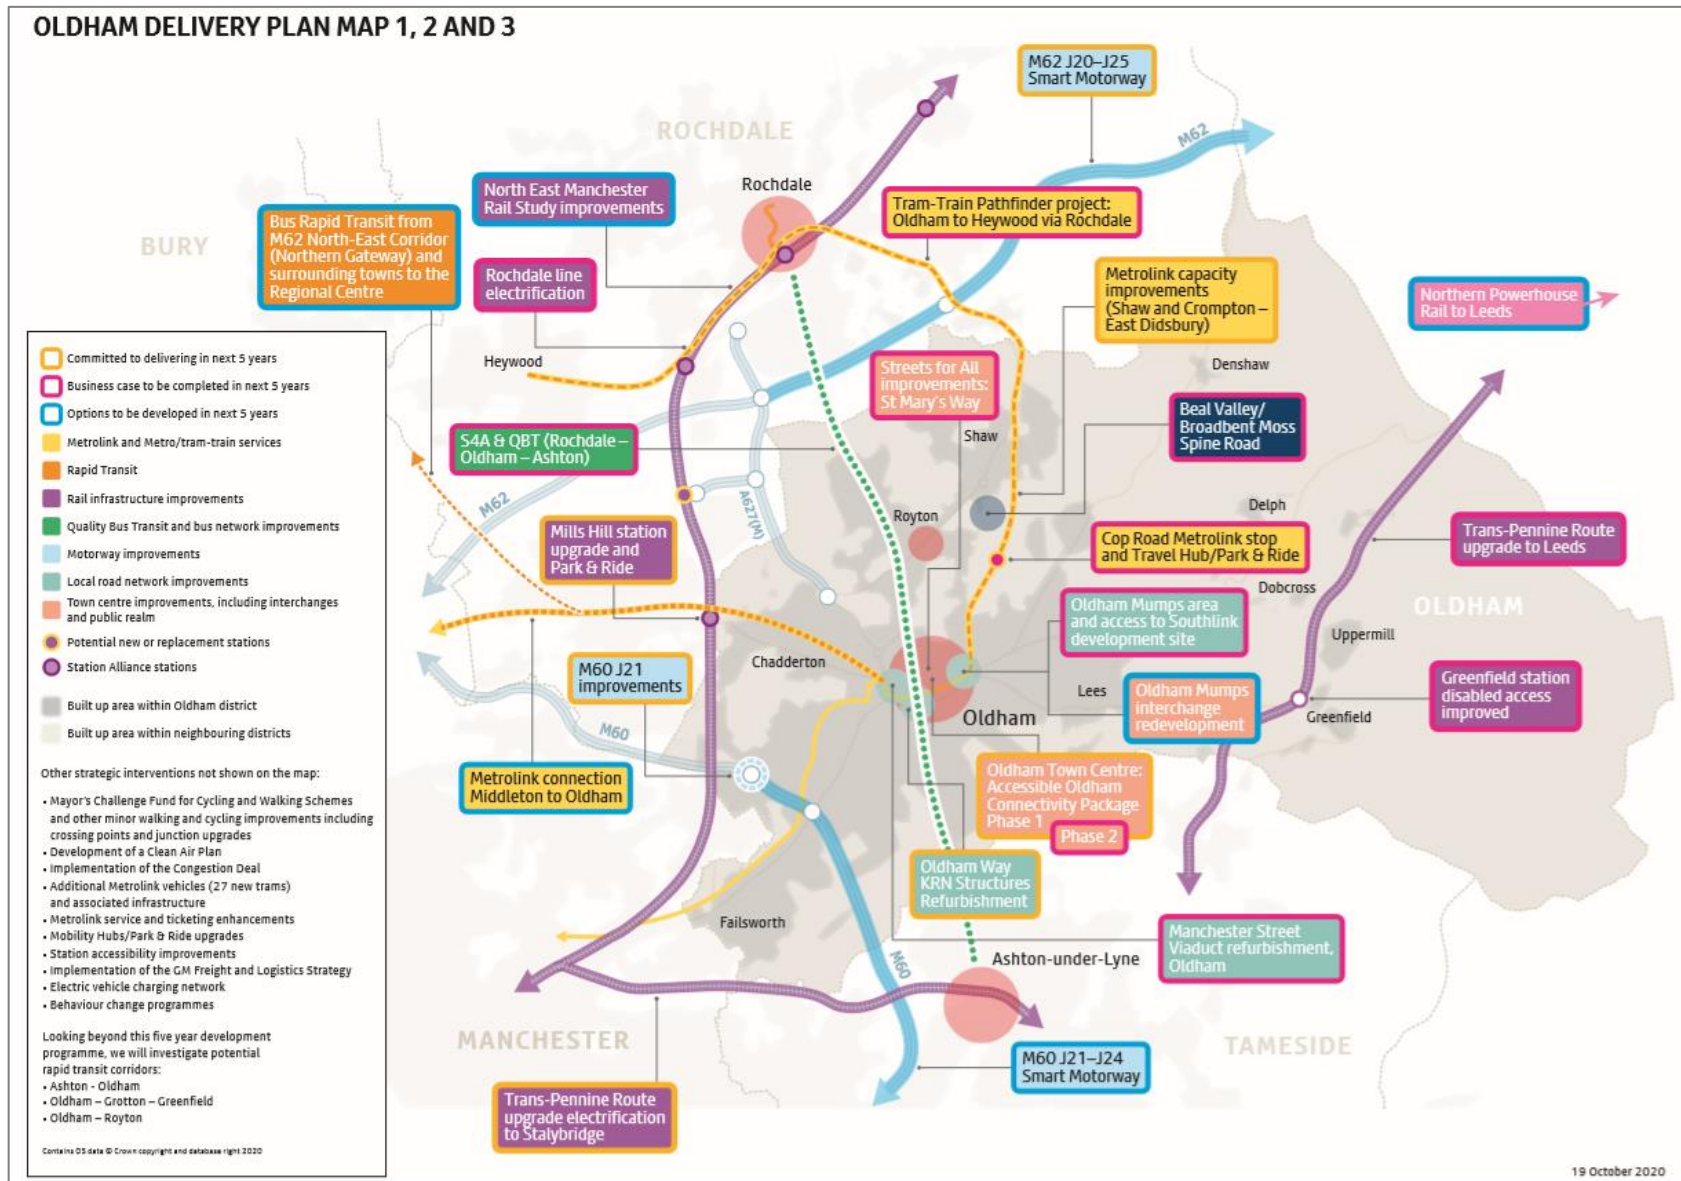 OLDHAM DELIVERY PLAN MAP 1, 2 AND 3
M62 J20–J25
Smart Motorway
ROCHDALE
M62
Rochdale
North East Manchester
Rail Study improvements
Tram-Train Pathfinder project:
Oldham to Heywood via Rochdale
BURY
Bus Rapid Transit from
M62 North-East Corridor
(Northern Gateway) and
surrounding towns to the
Regional Centre
Rochdale line
electrification
Metrolink capacity
improvements
(Shaw and Crompton –
East Didsbury)
Northern Powerhouse
Rail to Leeds
Heywood
Denshaw
Streets for All
improvements:
St Mary's Way
Shaw
Beal Valley/
Broadbent Moss
Spine Road
S4A & QBT (Rochdale –
Oldham – Ashton)
M62
A627(M)
Royton
Delph
Mills Hill station
upgrade and
Park & Ride
Cop Road Metrolink stop
and Travel Hub/Park & Ride
Trans-Pennine Route
upgrade to Leeds
Dobcross
OLDHAM
Oldham Mumps area
and access to Southlink
development site
Uppermill
Chadderton
M60 J21
improvements
Lees
Oldham Mumps
interchange
redevelopment
Greenfield station
disabled access
improved
Greenfield
Oldham
M60
Metrolink connection
Middleton to Oldham
Oldham Town Centre:
Accessible Oldham
Connectivity Package
Phase 1
Phase 2
Oldham Way
KRN Structures
Refurbishment
Failsworth
Manchester Street
Viaduct refurbishment,
Oldham
M60
Ashton-under-Lyne
MANCHESTER
TAMESIDE
M60 J21–J24
Smart Motorway
Trans-Pennine Route
upgrade electrification
to Stalybridge
Committed to delivering in next 5 years
Business case to be completed in next 5 years
Options to be developed in next 5 years
Metrolink and Metro/tram-train services
Rapid Transit
Rail infrastructure improvements
Quality Bus Transit and bus network improvements
Motorway improvements
Local road network improvements
Town centre improvements, including interchanges
and public realm
Potential new or replacement stations
Station Alliance stations
Built up area within Oldham district
Built up area within neighbouring districts
Other strategic interventions not shown on the map:
• Mayor's Challenge Fund for Cycling and Walking Schemes
and other minor walking and cycling improvements including
crossing points and junction upgrades
• Development of a Clean Air Plan
• Implementation of the Congestion Deal
• Additional Metrolink vehicles (27 new trams)
and associated infrastructure
• Metrolink service and ticketing enhancements
• Mobility Hubs/Park & Ride upgrades
• Station accessibility improvements
• Implementation of the GM Freight and Logistics Strategy
• Electric vehicle charging network
• Behaviour change programmes
Looking beyond this five year development
programme, we will investigate potential
rapid transit corridors:
• Ashton - Oldham
• Oldham – Grotton – Greenfield
• Oldham – Royton
Contains OS data © Crown copyright and database right 2020
19 October 2020